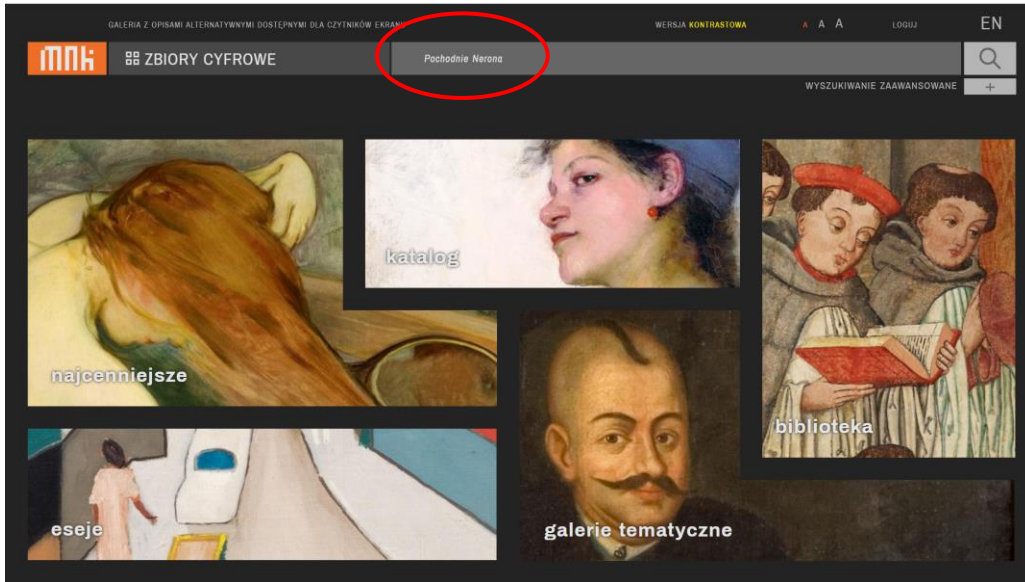 GALERIA Z OPISAMI ALTERNATYWNYMI DOSTĘPNYMI DLA CZYTNIKÓW EKRANU
WERSJA KONTRASTOWA A A A LOGUJ EN
mnk ZBIORY CYFROWE Pochodnie Nerona
WYSZUKIWANIE ZAAWANSOWANE +
katalog
najcenniejsze
biblioteka
eseje
galerie tematyczne